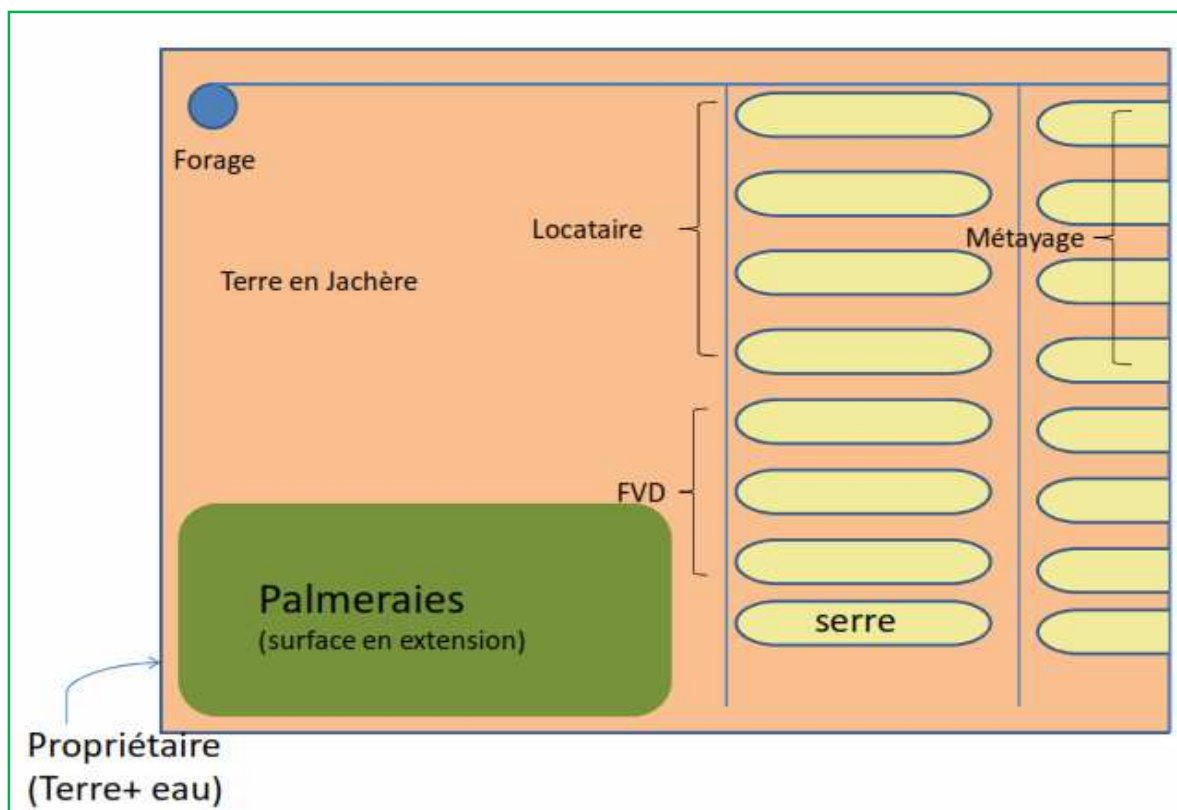 Forage
Locataire
Métayage
Terre en Jachère
FVD
Palmeraies
(surface en extension)
serre
Propriétaire
(Terre+ eau)